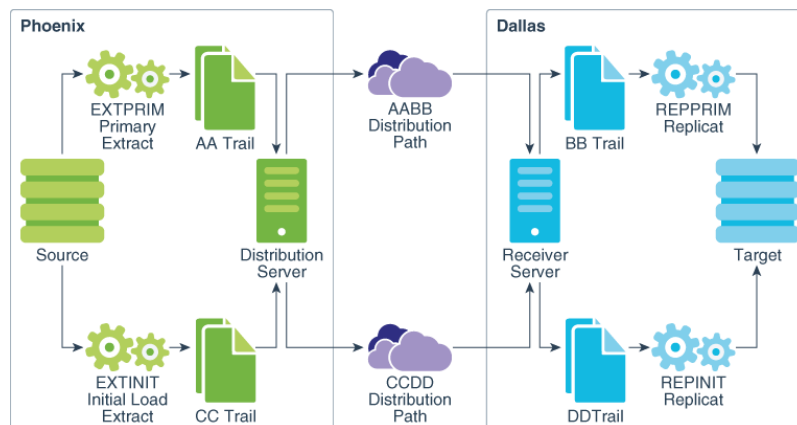 Phoenix
Dallas
EXTPRIM
Primary
Extract
AA Trail
AABB
Distribution
Path
BB Trail
REPPRIM
Replicat
Source
Distribution
Server
Receiver
Server
Target
EXTINIT
Initial Load
Extract
CC Trail
CCDD
Distribution
Path
DDTrail
REPINIT
Replicat